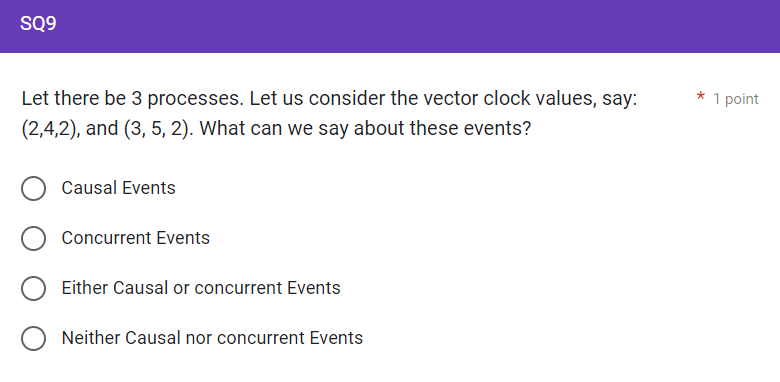 SQ9
Let there be 3 processes. Let us consider the vector clock values, say: * 1 point
(2,4,2), and (3, 5, 2). What can we say about these events?
Causal Events
Concurrent Events
Either Causal or concurrent Events
Neither Causal nor concurrent Events